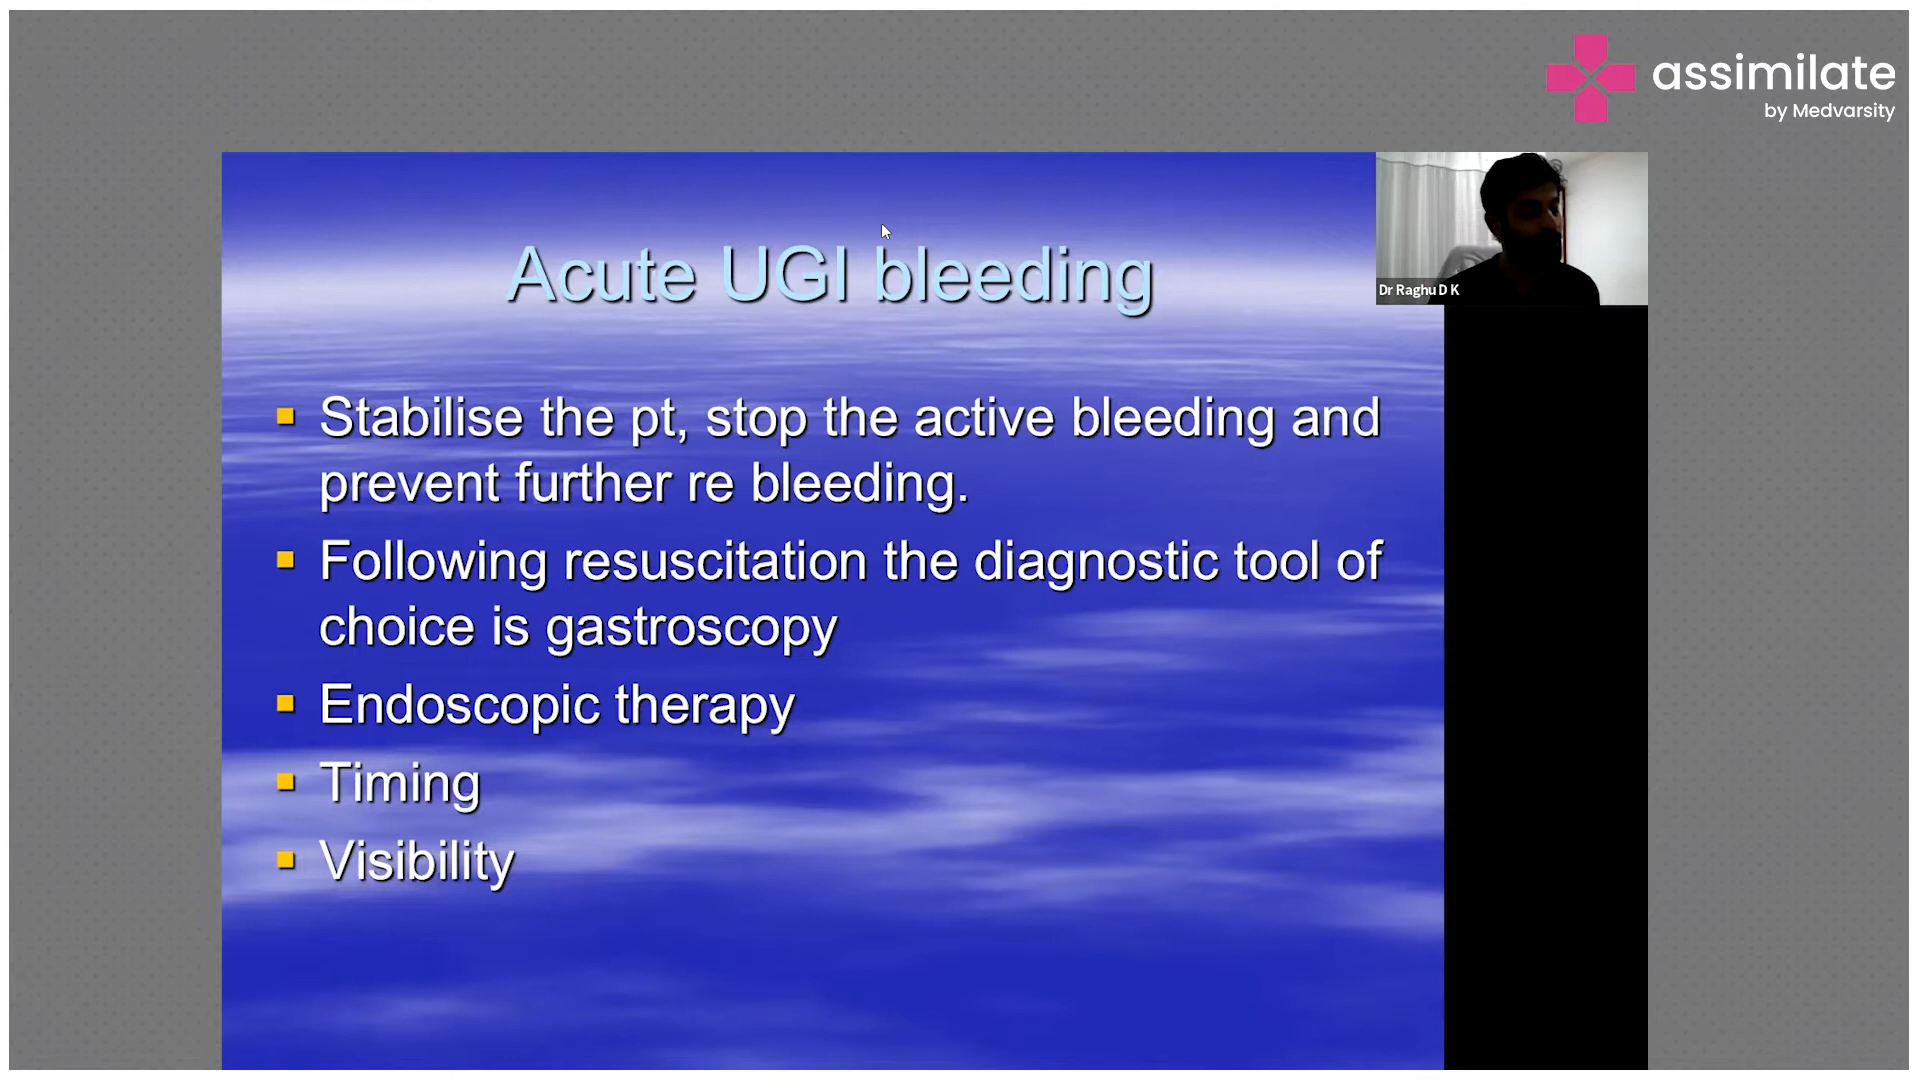 assimilate
by Medvarsity
Dr Raghu D K
Acute UGI bleeding
Stabilise the pt, stop the active bleeding and
prevent further re bleeding.
Following resuscitation the diagnostic tool of
choice is gastroscopy
Endoscopic therapy
Timing
Visibility